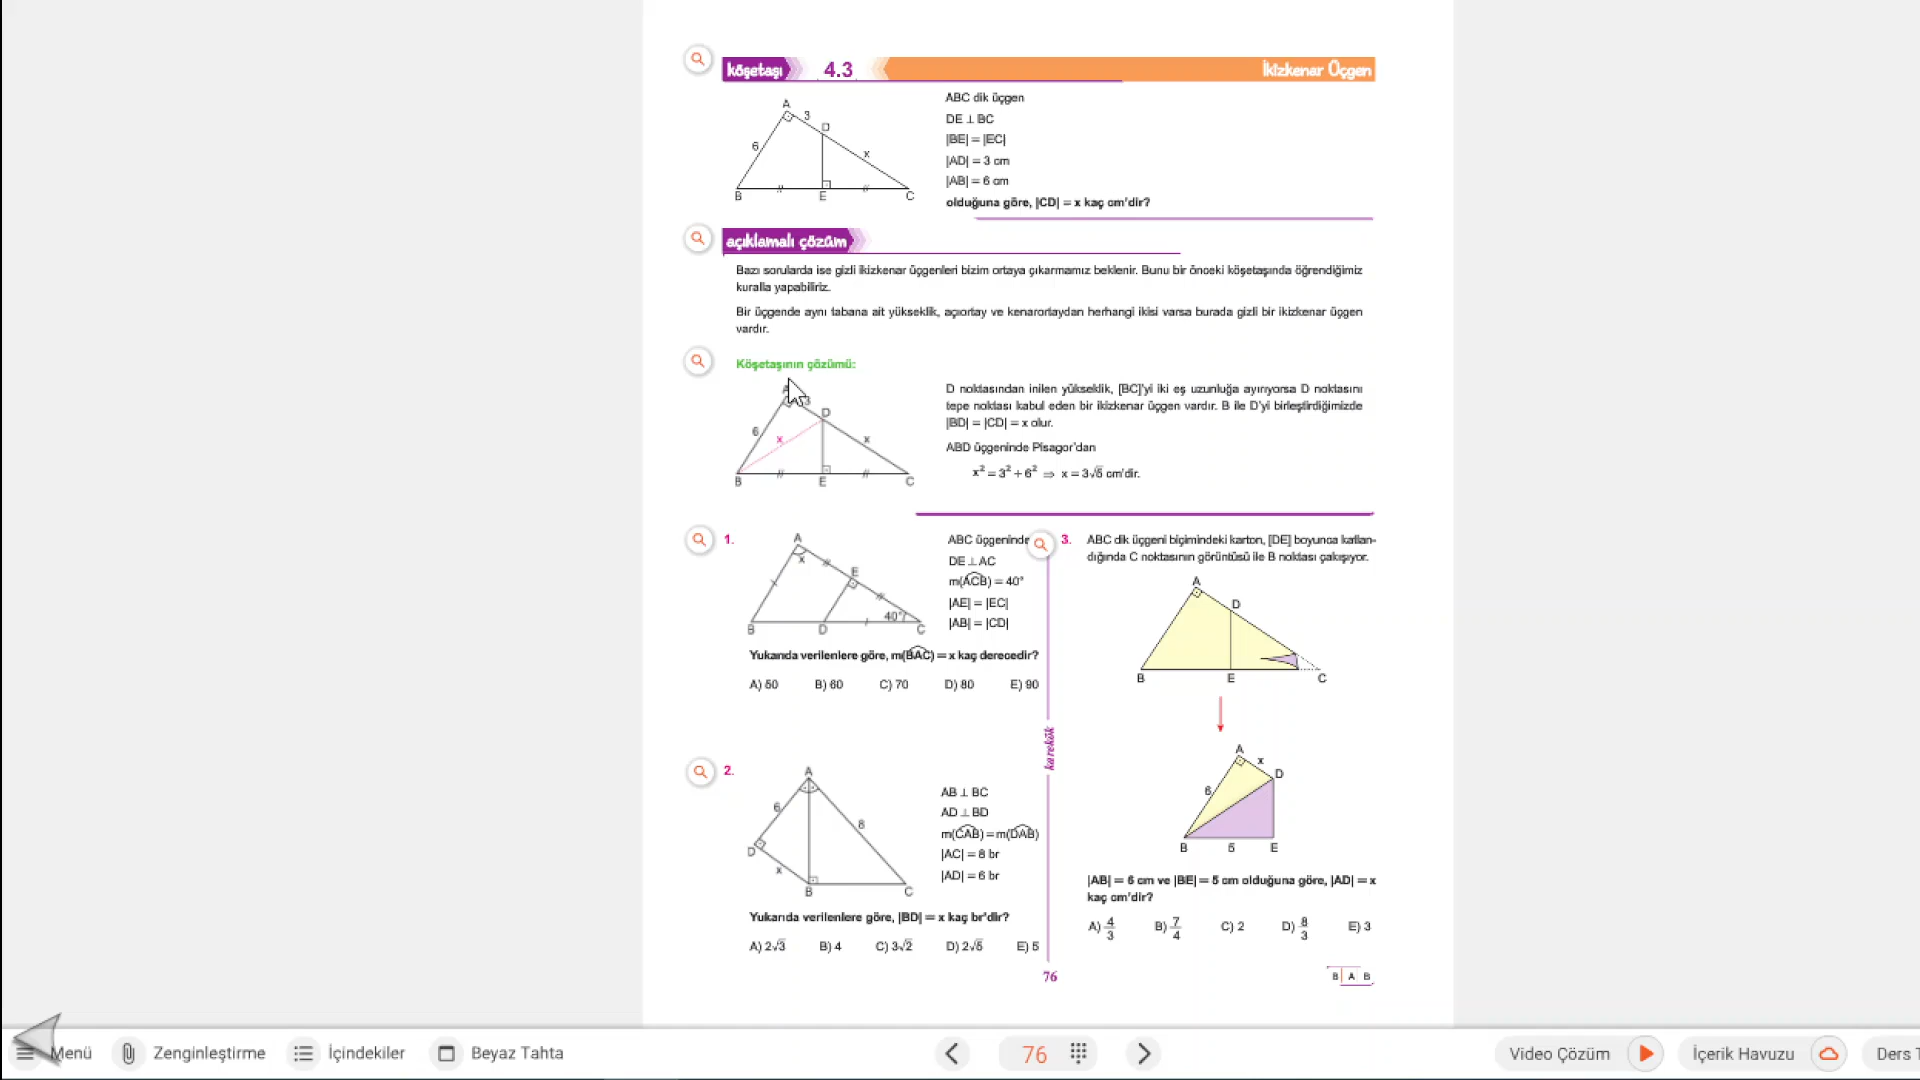 köşetaşı 4.3 İkizkenar Üçgen
A
3
D
6
x
B
E
C
ABC dik üçgen
DE ⊥ BC
|BE| = |EC|
|AD| = 3 cm
|AB| = 6 cm
olduğuna göre, |CD| = x kaç cm'dir?
açıklamalı çözüm
Bazı sorularda ise gizli ikizkenar üçgenleri bizim ortaya çıkarmamız beklenir. Bunu bir önceki köşetaşında öğrendiğimiz
kuralla yapabiliriz.
Bir üçgende aynı tabana ait yükseklik, açıortay ve kenarortaydan herhangi ikisi varsa burada gizli bir ikizkenar üçgen
vardır.
Köşetaşının çözümü:
A
3
D
6
x
x
B
E
C
D noktasından inilen yükseklik, [BC]'yi iki eş uzunluğa ayırıyorsa D noktasını
tepe noktası kabul eden bir ikizkenar üçgen vardır. B ile D'yi birleştirdiğimizde
|BD| = |CD| = x olur.
ABD üçgeninde Pisagor'dan
x² = 3² + 6² ⇒ x = 3√5 cm'dir.
1.
A
x
E
40°
B
D
C
ABC üçgeninde
DE ⊥ AC
m(ACB) = 40°
|AE| = |EC|
|AB| = |CD|
Yukarıda verilenlere göre, m(BAC) = x kaç derecedir?
A) 50 B) 60 C) 70 D) 80 E) 90
2.
A
6
8
D
x
B
C
AB ⊥ BC
AD ⊥ BD
m(CAB) = m(DAB)
|AC| = 8 br
|AD| = 6 br
Yukarıda verilenlere göre, |BD| = x kaç br'dir?
A) 2√3 B) 4 C) 3√2 D) 2√5 E) 5
karekök
76
3. ABC dik üçgeni biçimindeki karton, [DE] boyunca katlan-
dığında C noktasının görüntüsü ile B noktası çakışıyor.
A
D
B
E
C
A
x
D
6
B
5
E
|AB| = 6 cm ve |BE| = 5 cm olduğuna göre, |AD| = x
kaç cm'dir?
A) 4/3 B) 7/4 C) 2 D) 8/3 E) 3
B A B
Menü Zenginleştirme İçindekiler Beyaz Tahta 76 Video Çözüm İçerik Havuzu Ders